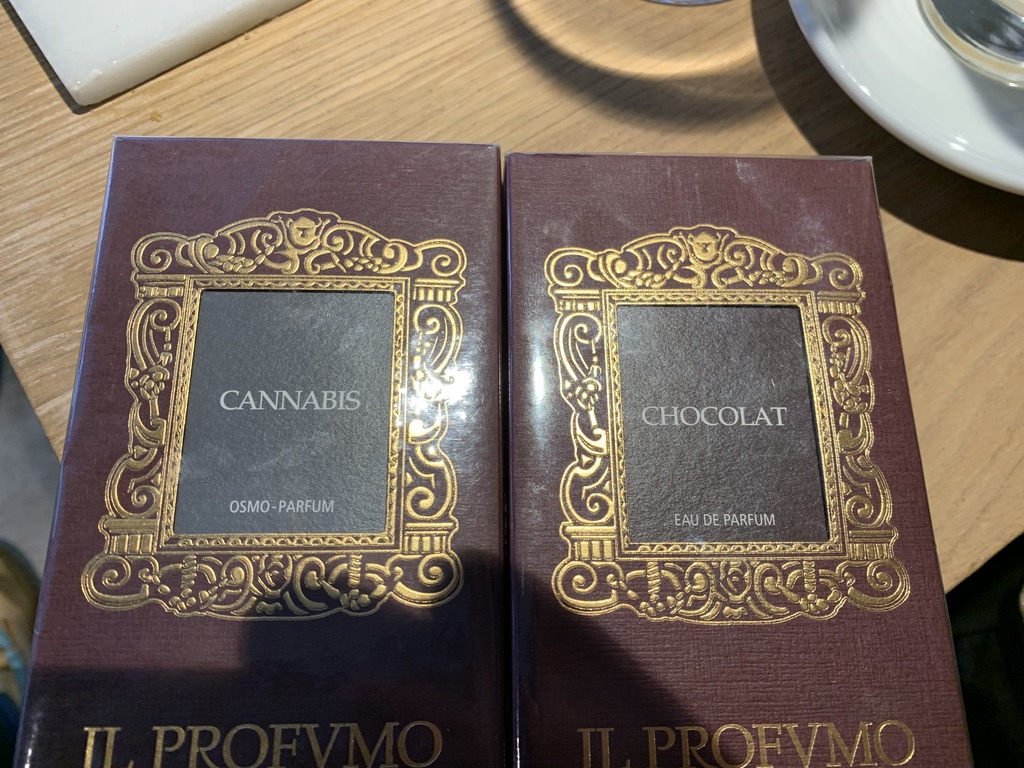 CANNABIS
OSMO-PARFUM
IL PROFVMO
CHOCOLAT
EAU DE PARFUM
IL PROFVMO